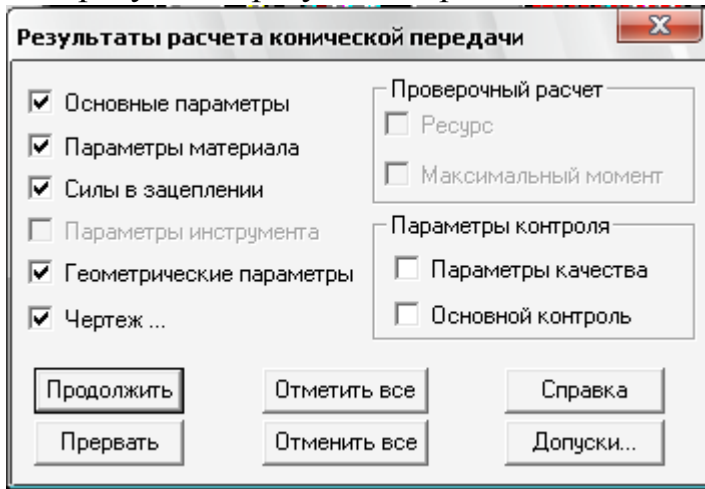 Результаты расчета конической передачи
Основные параметры
Параметры материала
Силы в зацеплении
Параметры инструмента
Геометрические параметры
Чертеж ...
Проверочный расчет
Ресурс
Максимальный момент
Параметры контроля
Параметры качества
Основной контроль
Продолжить
Отметить все
Справка
Прервать
Отменить все
Допуски...